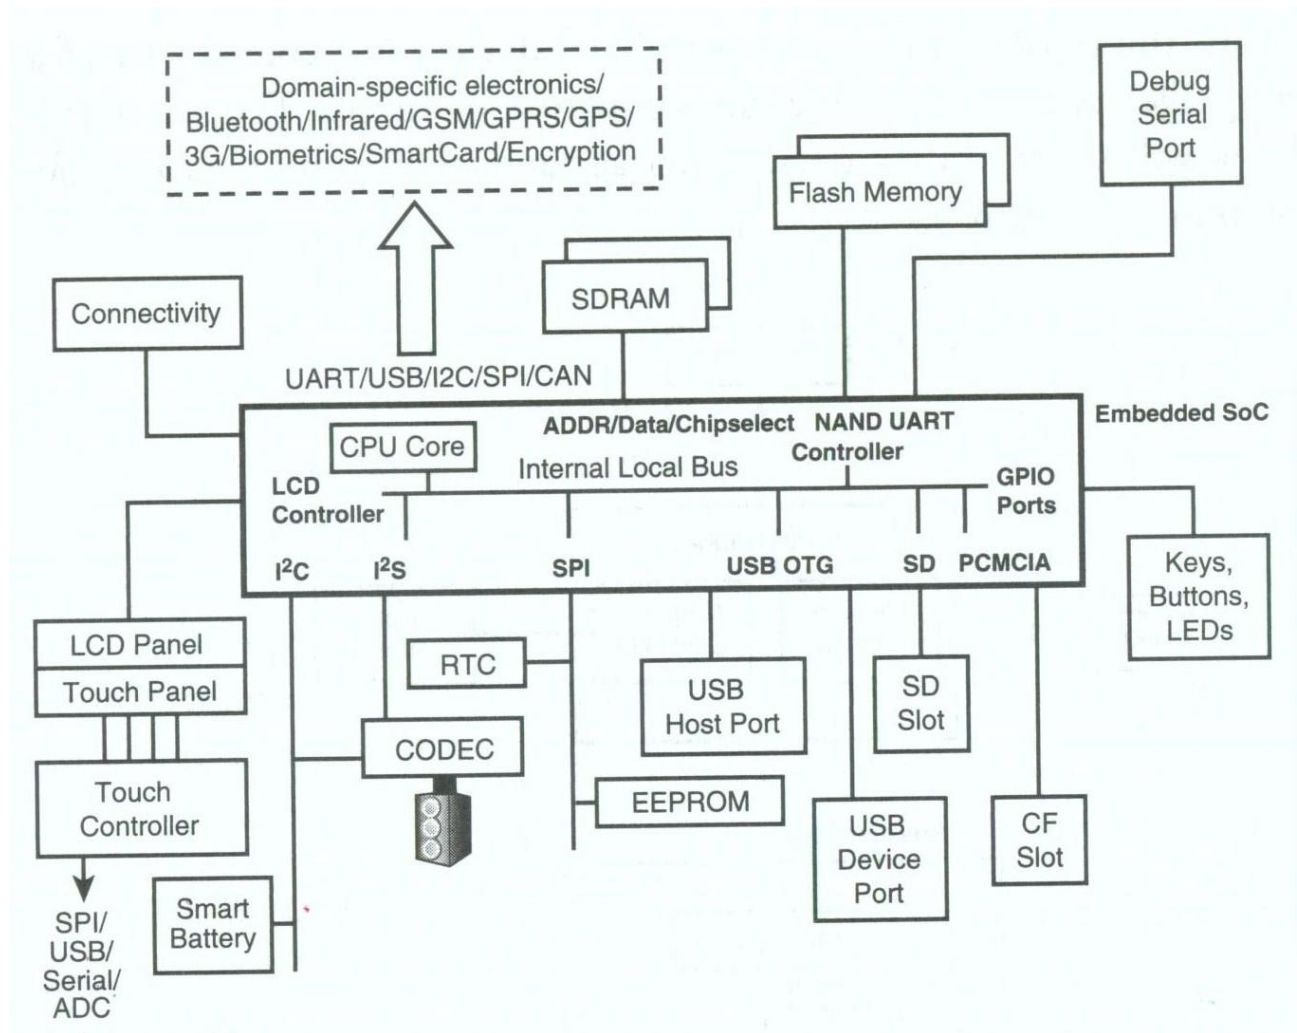 Domain-specific electronics/
Bluetooth/Infrared/GSM/GPRS/GPS/
3G/Biometrics/SmartCard/Encryption
Debug
Serial
Port
Flash Memory
SDRAM
Connectivity
UART/USB/I2C/SPI/CAN
Embedded SoC
ADDR/Data/Chipselect NAND UART
Controller
CPU Core
Internal Local Bus
LCD
Controller
GPIO
Ports
I²C I²S SPI USB OTG SD PCMCIA
Keys,
Buttons,
LEDs
LCD Panel
Touch Panel
RTC
USB
Host Port
SD
Slot
CODEC
Touch
Controller
EEPROM
USB
Device
Port
CF
Slot
Smart
Battery
SPI/
USB/
Serial/
ADC